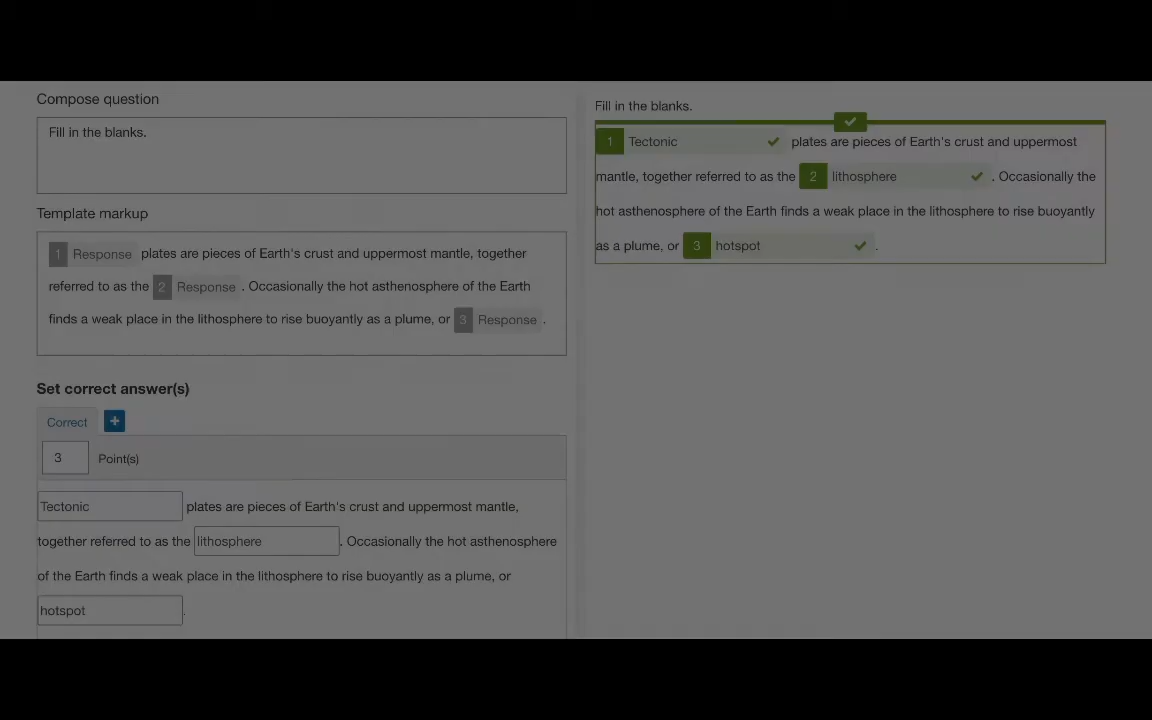 Compose question
Fill in the blanks.
Template markup
1 Response plates are pieces of Earth's crust and uppermost mantle, together
referred to as the 2 Response . Occasionally the hot asthenosphere of the Earth
finds a weak place in the lithosphere to rise buoyantly as a plume, or 3 Response .
Set correct answer(s)
Correct +
3 Point(s)
Tectonic plates are pieces of Earth's crust and uppermost mantle,
together referred to as the lithosphere . Occasionally the hot asthenosphere
of the Earth finds a weak place in the lithosphere to rise buoyantly as a plume, or
hotspot .
Fill in the blanks.
1 Tectonic plates are pieces of Earth's crust and uppermost
mantle, together referred to as the 2 lithosphere . Occasionally the
hot asthenosphere of the Earth finds a weak place in the lithosphere to rise buoyantly
as a plume, or 3 hotspot .